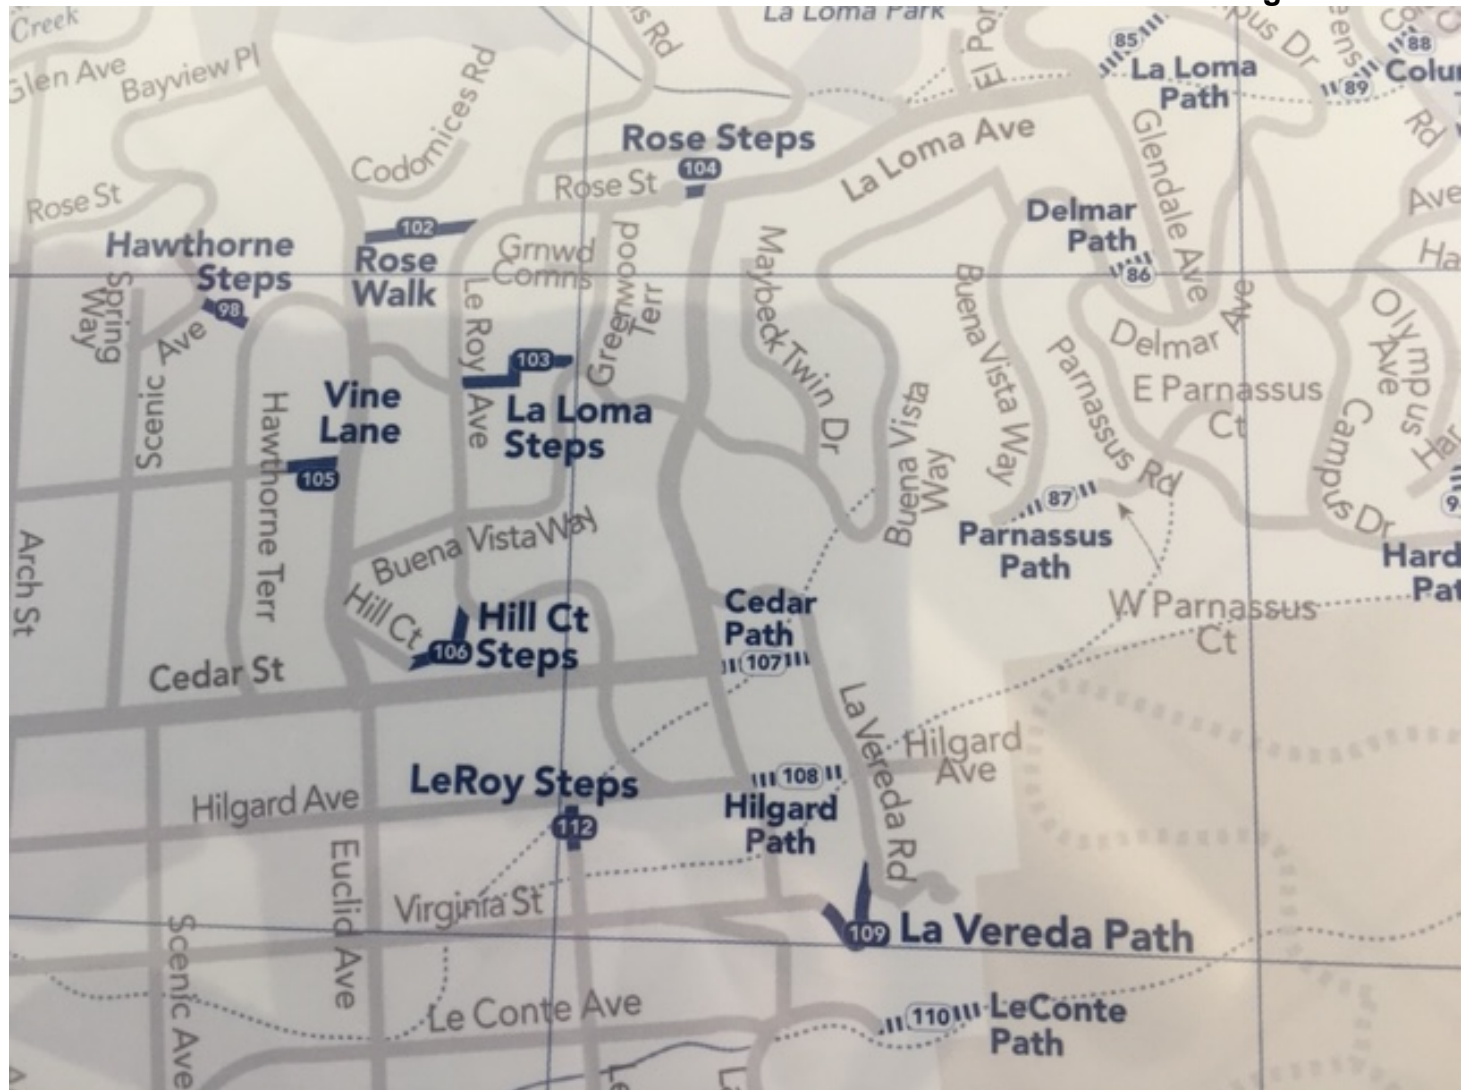 La Loma Park
Creek
Glen Ave
Bayview Pl
Codornices Rd
Rd
85
La Loma
Path
88
89
Rd
Rose Steps
104
Rose St
La Loma Ave
Glendale Ave
Rose St
102
Rose
Walk
Hawthorne
Steps
98
Spring
Way
Ave
Scenic
Grnwd
Comns
Greenwood
Terr
Le Roy
Ave
Maybeck Twin Dr
Delmar
Path
86
Delmar Ave
Buena Vista Way
Parnassus Rd
E Parnassus
Ct
Olympus
Ave
Campus Dr
103
La Loma
Steps
Vine
Lane
105
Hawthorne Terr
Buena Vista
Way
87
Parnassus
Path
Arch St
Buena Vista Way
Hill Ct
106
Hill Ct
Steps
Cedar
Path
107
W Parnassus
Ct
Cedar St
La Vereda Rd
Hilgard
Ave
LeRoy Steps
112
108
Hilgard
Path
Hilgard Ave
Euclid Ave
Virginia St
Scenic Ave
109
La Vereda Path
Le Conte Ave
110
LeConte
Path